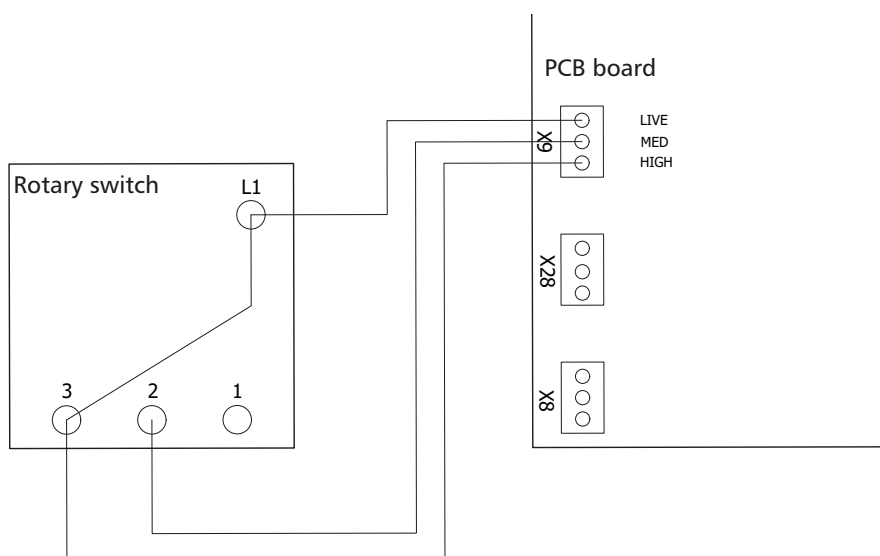 PCB board
X9
LIVE
MED
HIGH
Rotary switch
L1
X28
3
2
1
X8